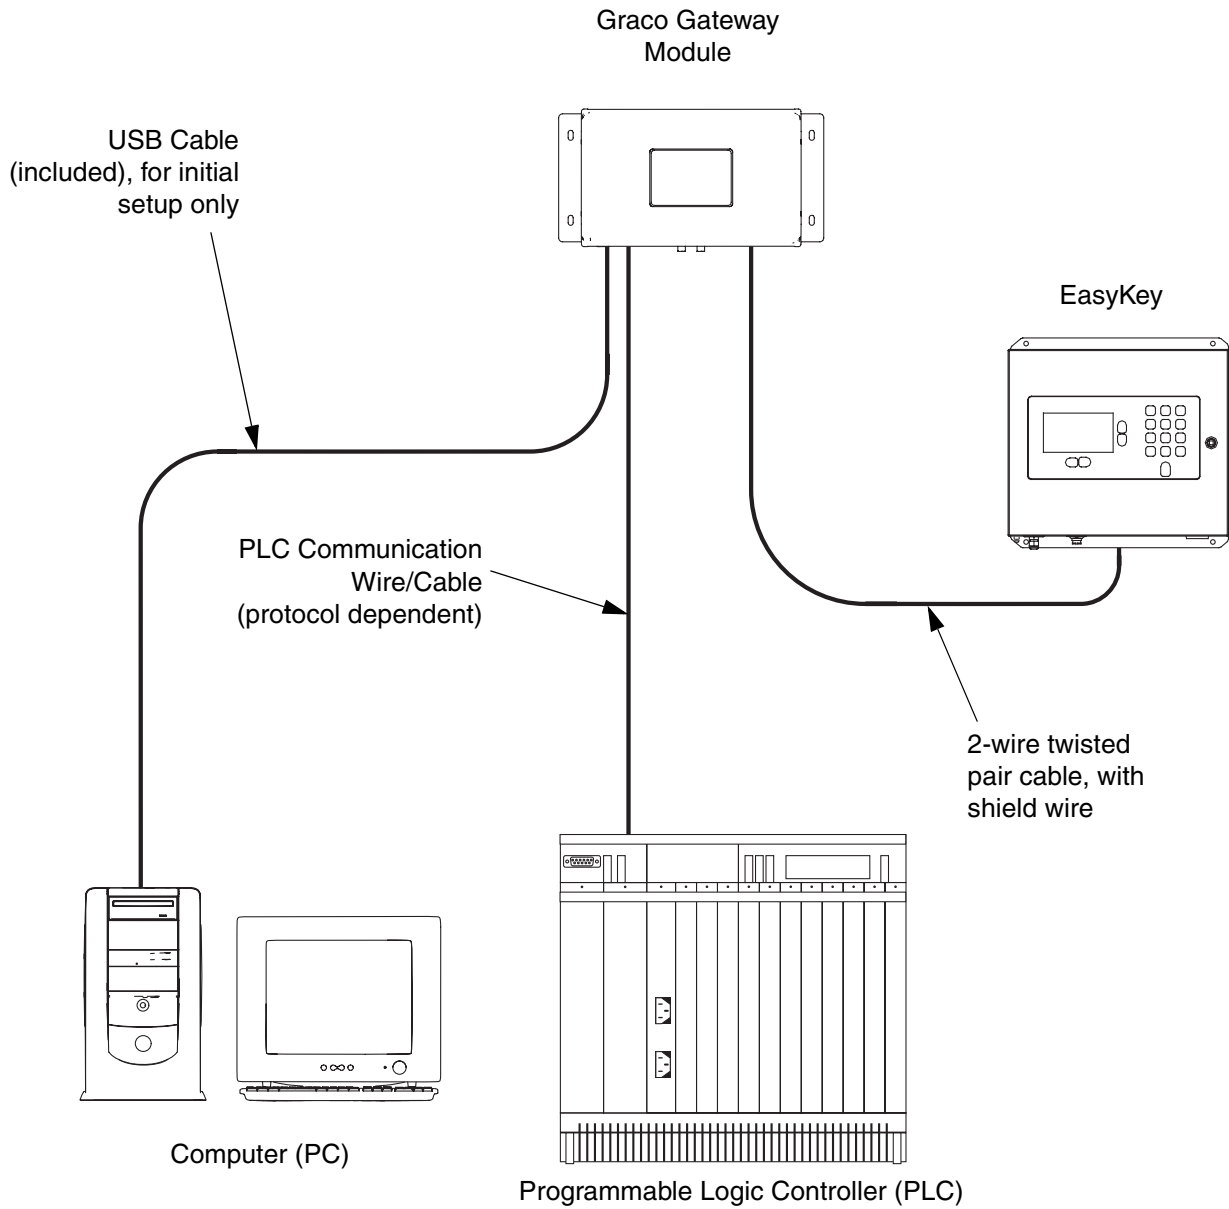 Graco Gateway
Module
USB Cable
(included), for initial
setup only
EasyKey
PLC Communication
Wire/Cable
(protocol dependent)
2-wire twisted
pair cable, with
shield wire
Computer (PC)
Programmable Logic Controller (PLC)